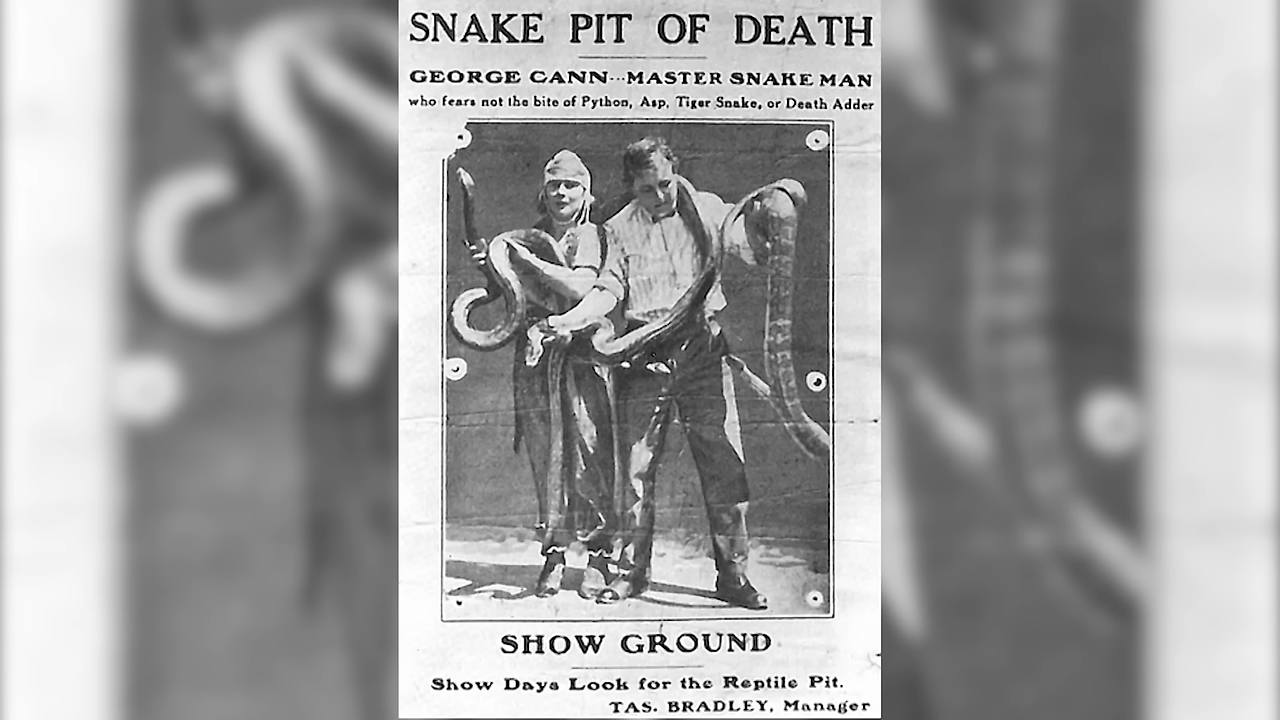 SNAKE PIT OF DEATH
GEORGE CANN---MASTER SNAKE MAN
who fears not the bite of Python, Asp, Tiger Snake, or Death Adder
SHOW GROUND
Show Days Look for the Reptile Pit.
TAS. BRADLEY, Manager